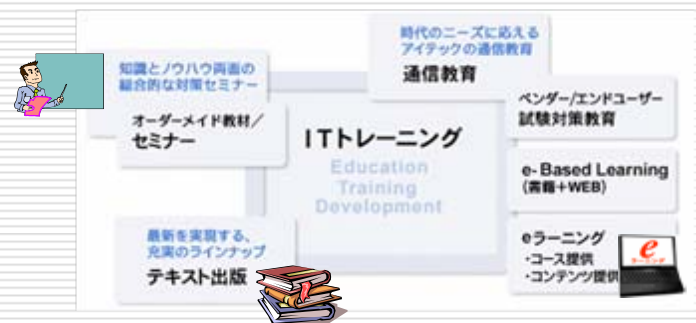 時代のニーズに応える
アイテックの通信教育
通信教育
知識とノウハウ両面の
総合的な対策セミナー
オーダーメイド教材／
セミナー
ITトレーニング
Education
Training
Development
ベンダー/エンドユーザー
試験対策教育
e-Based Learning
(書籍+WEB)
eラーニング
・コース提供
・コンテンツ提供
e
ラーニング
最新を実現する、
充実のラインナップ
テキスト出版